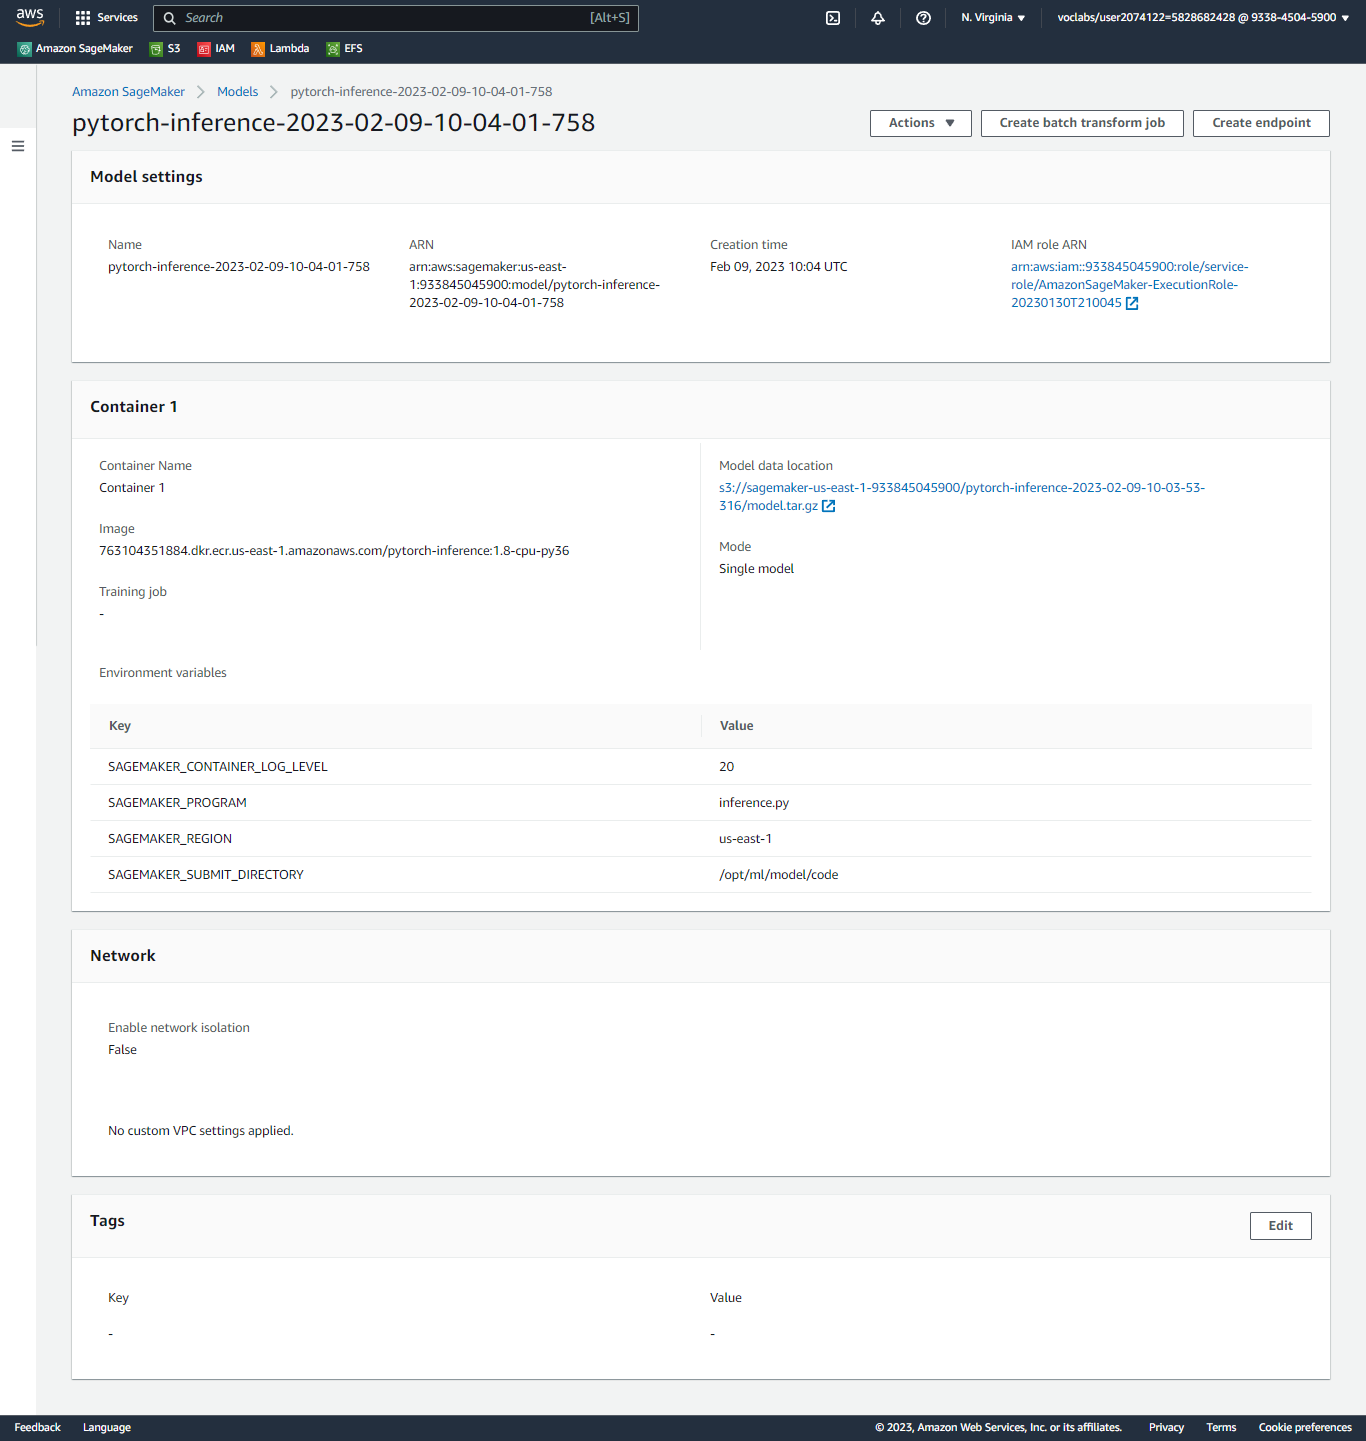 aws
Services
Search
[Alt+S]
N. Virginia
voclabs/user2074122=5828682428 @ 9338-4504-5900
Amazon SageMaker
S3
IAM
Lambda
EFS
Amazon SageMaker
Models
pytorch-inference-2023-02-09-10-04-01-758
pytorch-inference-2023-02-09-10-04-01-758
Actions
Create batch transform job
Create endpoint
Model settings
Name
pytorch-inference-2023-02-09-10-04-01-758
ARN
arn:aws:sagemaker:us-east-
1:933845045900:model/pytorch-inference-
2023-02-09-10-04-01-758
Creation time
Feb 09, 2023 10:04 UTC
IAM role ARN
arn:aws:iam::933845045900:role/service-
role/AmazonSageMaker-ExecutionRole-
20230130T210045
Container 1
Container Name
Container 1
Image
763104351884.dkr.ecr.us-east-1.amazonaws.com/pytorch-inference:1.8-cpu-py36
Training job
-
Model data location
s3://sagemaker-us-east-1-933845045900/pytorch-inference-2023-02-09-10-03-53-
316/model.tar.gz
Mode
Single model
Environment variables
Key
Value
SAGEMAKER_CONTAINER_LOG_LEVEL
20
SAGEMAKER_PROGRAM
inference.py
SAGEMAKER_REGION
us-east-1
SAGEMAKER_SUBMIT_DIRECTORY
/opt/ml/model/code
Network
Enable network isolation
False
No custom VPC settings applied.
Tags
Edit
Key
Value
-
-
Feedback
Language
© 2023, Amazon Web Services, Inc. or its affiliates.
Privacy
Terms
Cookie preferences